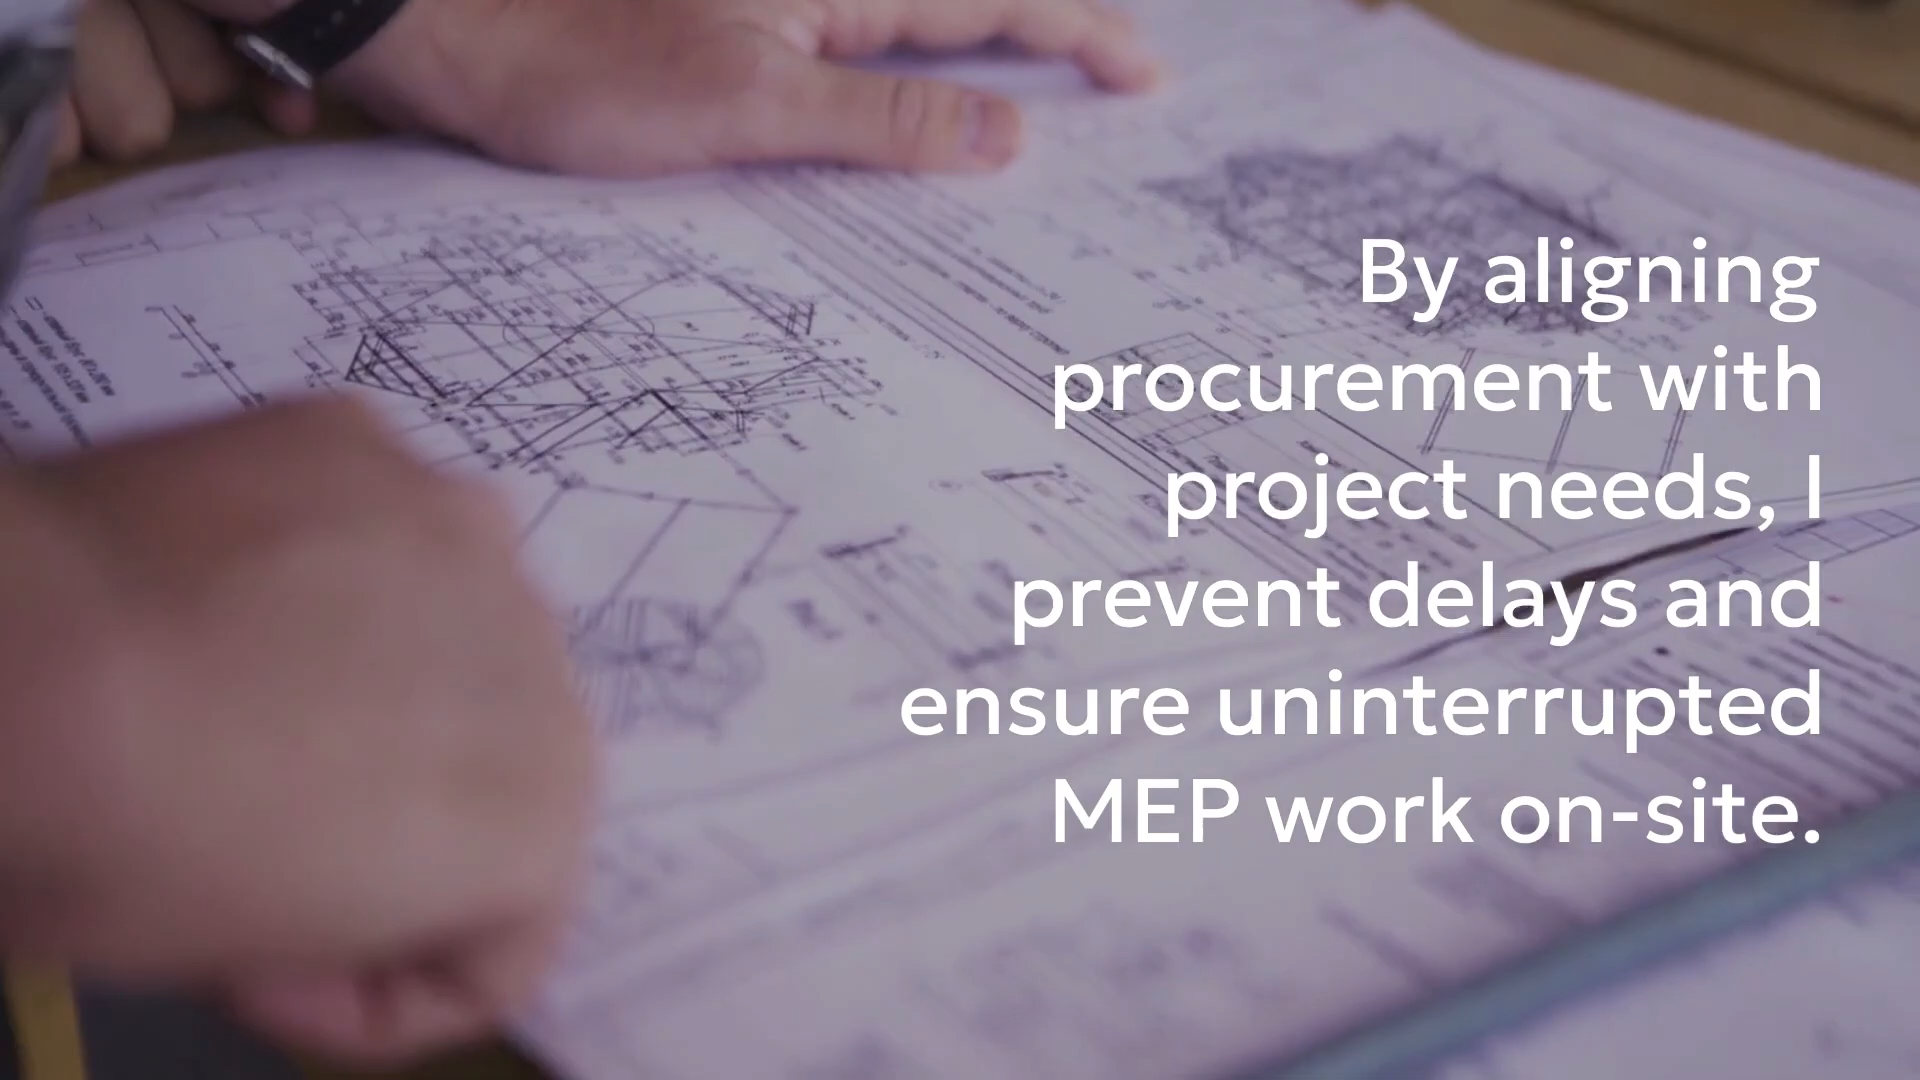 By aligning
procurement with
project needs, I
prevent delays and
ensure uninterrupted
MEP work on-site.